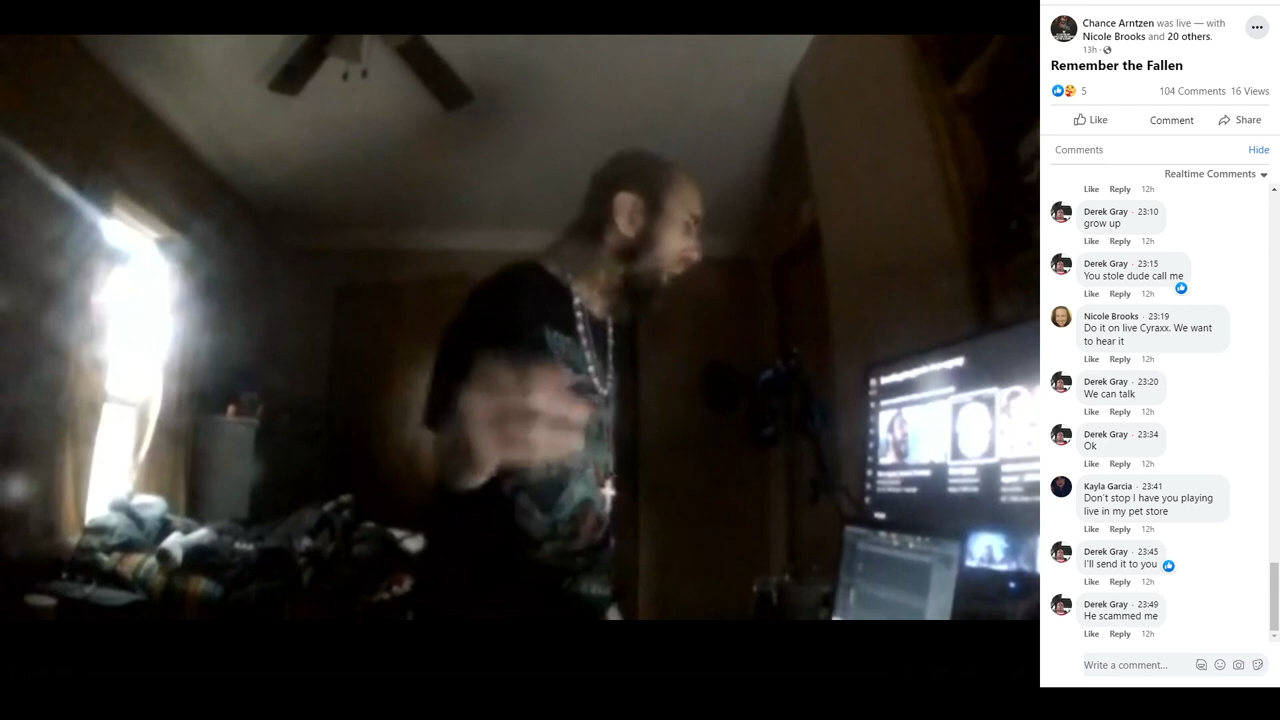 Chance Arntzen was live — with
Nicole Brooks and 20 others.
13h ·
Remember the Fallen
5
104 Comments 16 Views
Like
Comment
Share
Comments
Hide
Realtime Comments
Like Reply 12h
Derek Gray · 23:10
grow up
Like Reply 12h
Derek Gray · 23:15
You stole dude call me
Like Reply 12h
Nicole Brooks · 23:19
Do it on live Cyraxx. We want
to hear it
Like Reply 12h
Derek Gray · 23:20
We can talk
Like Reply 12h
Derek Gray · 23:34
Ok
Like Reply 12h
Kayla Garcia · 23:41
Don't stop I have you playing
live in my pet store
Like Reply 12h
Derek Gray · 23:45
I'll send it to you
Like Reply 12h
Derek Gray · 23:49
He scammed me
Like Reply 12h
Write a comment...